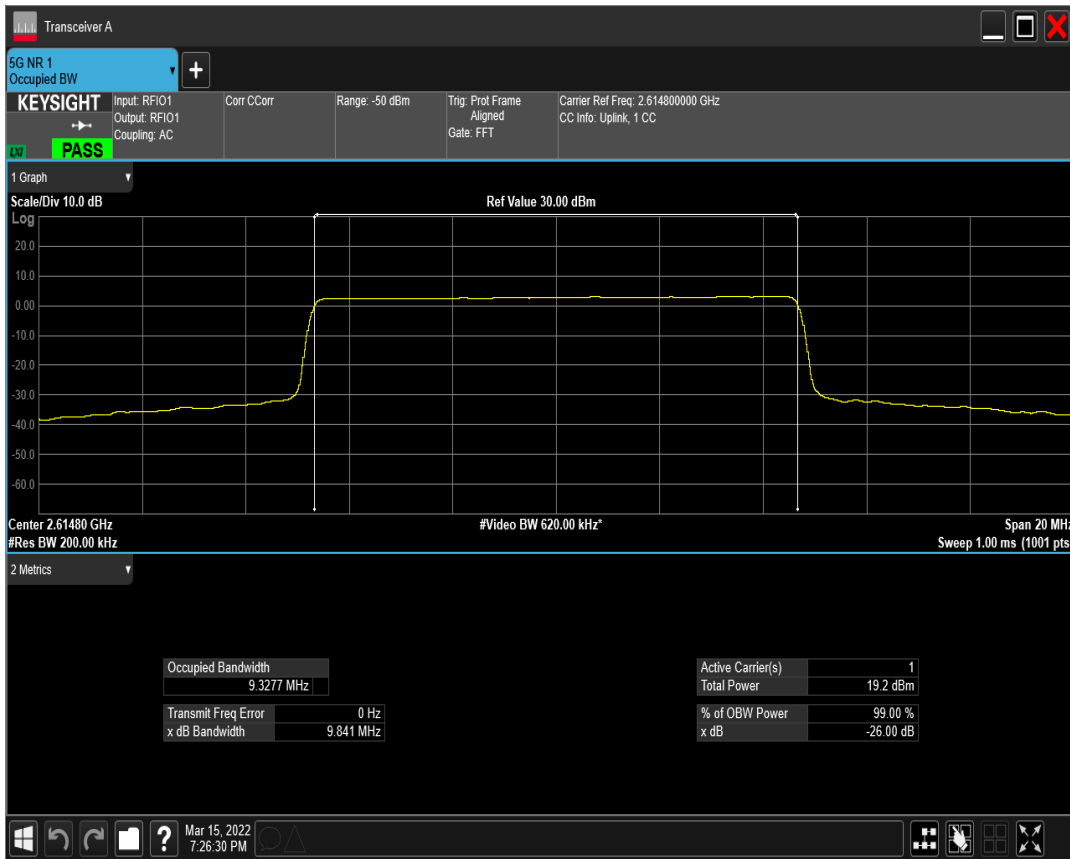 Transceiver A
5G NR 1
Occupied BW
KEYSIGHT
LXI
PASS
Input: RFIO1
Output: RFIO1
Coupling: AC
Corr CCorr
Range: -50 dBm
Trig: Prot Frame
Aligned
Gate: FFT
Carrier Ref Freq: 2.614800000 GHz
CC Info: Uplink, 1 CC
1 Graph
Scale/Div 10.0 dB
Ref Value 30.00 dBm
Log
20.0
10.0
0.00
-10.0
-20.0
-30.0
-40.0
-50.0
-60.0
Center 2.61480 GHz
#Video BW 620.00 kHz*
Span 20 MHz
#Res BW 200.00 kHz
Sweep 1.00 ms (1001 pts
2 Metrics
Occupied Bandwidth
9.3277 MHz
Transmit Freq Error 0 Hz
x dB Bandwidth 9.841 MHz
Active Carrier(s) 1
Total Power 19.2 dBm
% of OBW Power 99.00 %
x dB -26.00 dB
?
Mar 15, 2022
7:26:30 PM